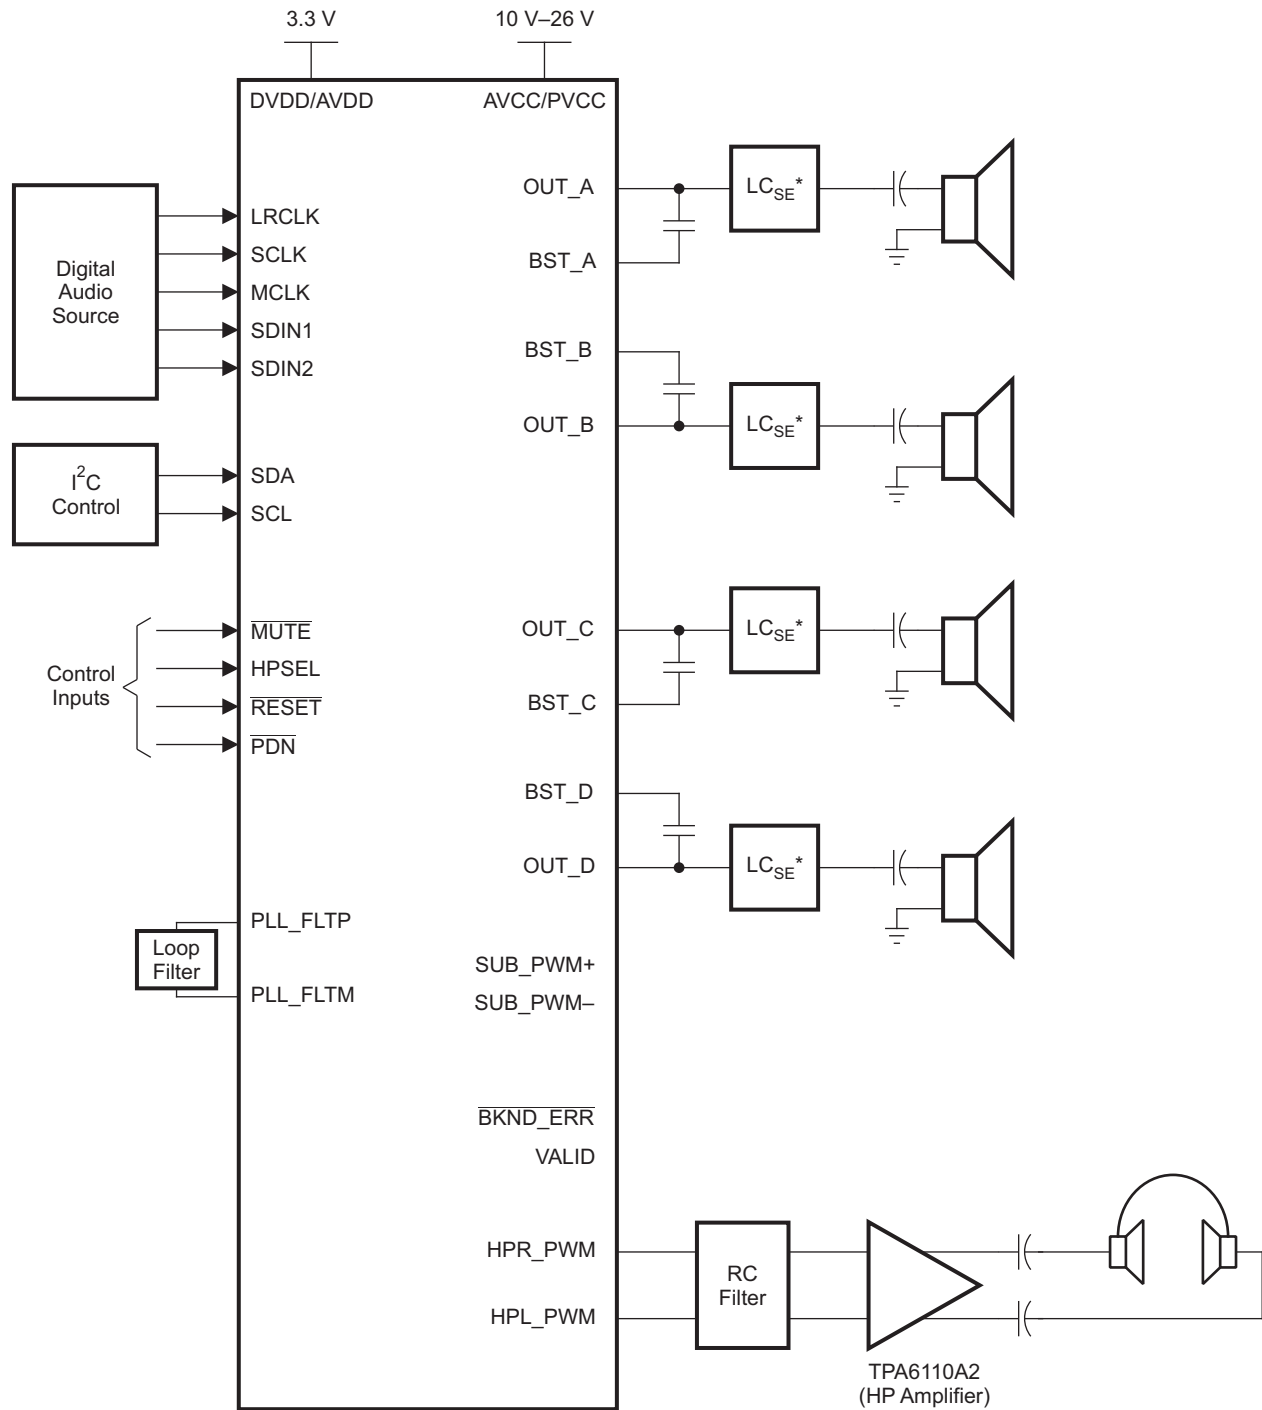 3.3 V
10 V–26 V
DVDD/AVDD
AVCC/PVCC
Digital
Audio
Source
LRCLK
SCLK
MCLK
SDIN1
SDIN2
I²C
Control
SDA
SCL
Control
Inputs
MUTE
HPSEL
RESET
PDN
Loop
Filter
PLL_FLTP
PLL_FLTM
OUT_A
LCSE*
BST_A
BST_B
OUT_B
LCSE*
OUT_C
LCSE*
BST_C
BST_D
OUT_D
LCSE*
SUB_PWM+
SUB_PWM–
BKND_ERR
VALID
HPR_PWM
HPL_PWM
RC
Filter
TPA6110A2
(HP Amplifier)